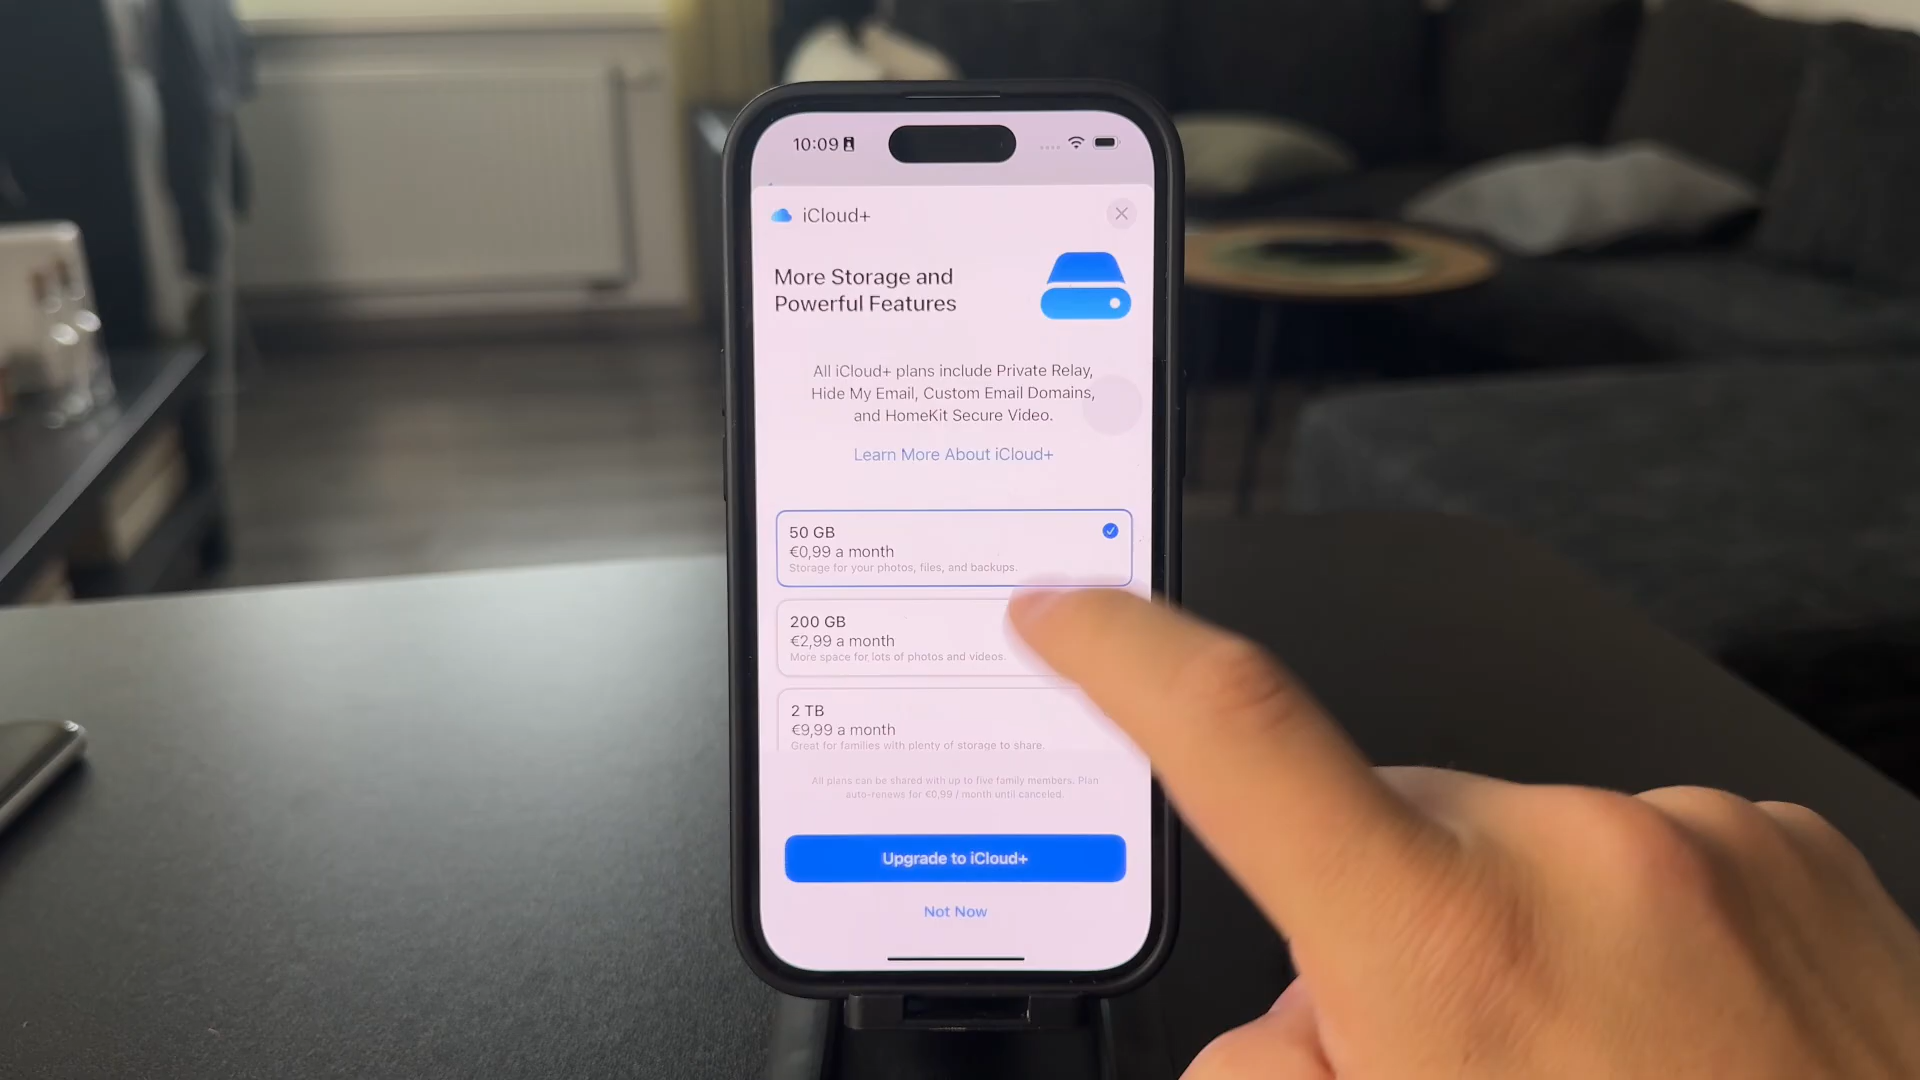 10:09
iCloud+
More Storage and
Powerful Features
All iCloud+ plans include Private Relay,
Hide My Email, Custom Email Domains,
and HomeKit Secure Video.
Learn More About iCloud+
50 GB
€0,99 a month
Storage for your photos, files, and backups.
200 GB
€2,99 a month
More space for lots of photos and videos.
2 TB
€9,99 a month
Great for families with plenty of storage to share.
All plans can be shared with up to five family members. Plan
auto-renews for €0,99 / month until canceled.
Upgrade to iCloud+
Not Now